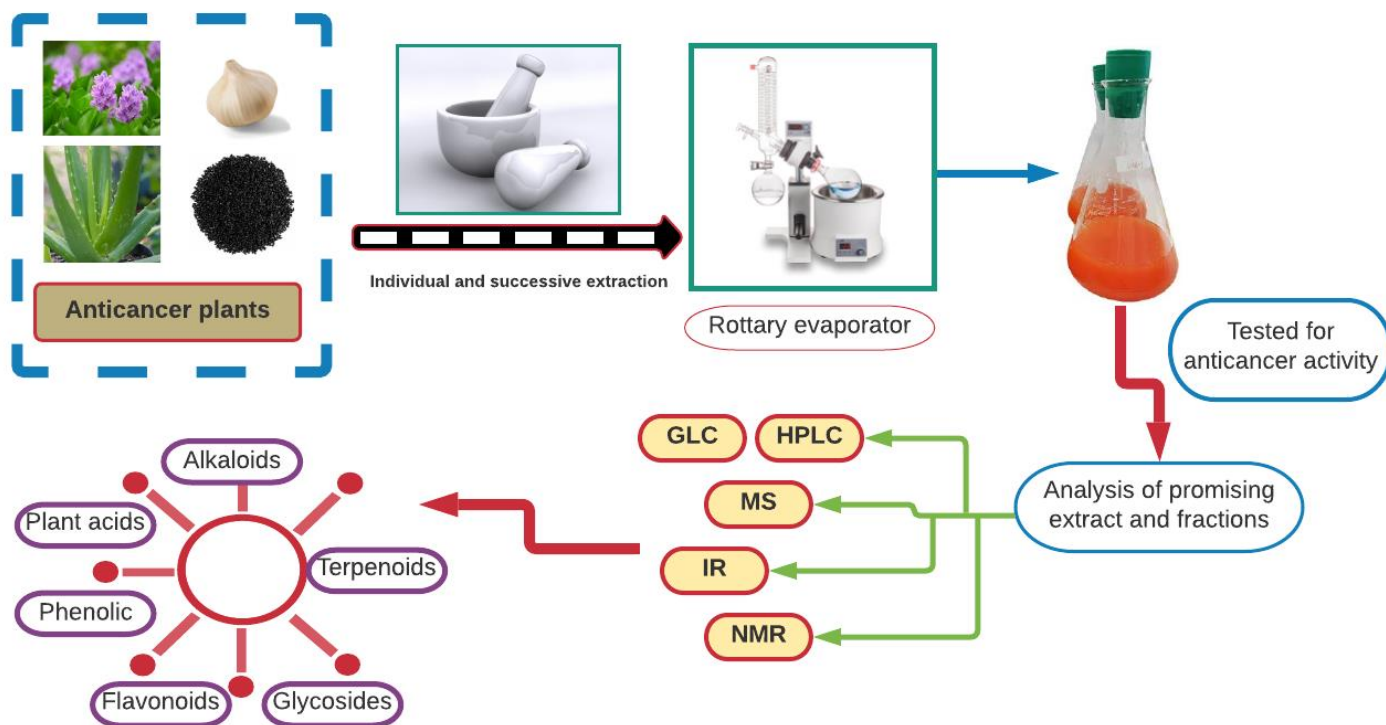 Anticancer plants
Individual and successive extraction
Rottary evaporator
Tested for
anticancer activity
Analysis of promising
extract and fractions
GLC
HPLC
MS
IR
NMR
Alkaloids
Plant acids
Terpenoids
Phenolic
Flavonoids
Glycosides